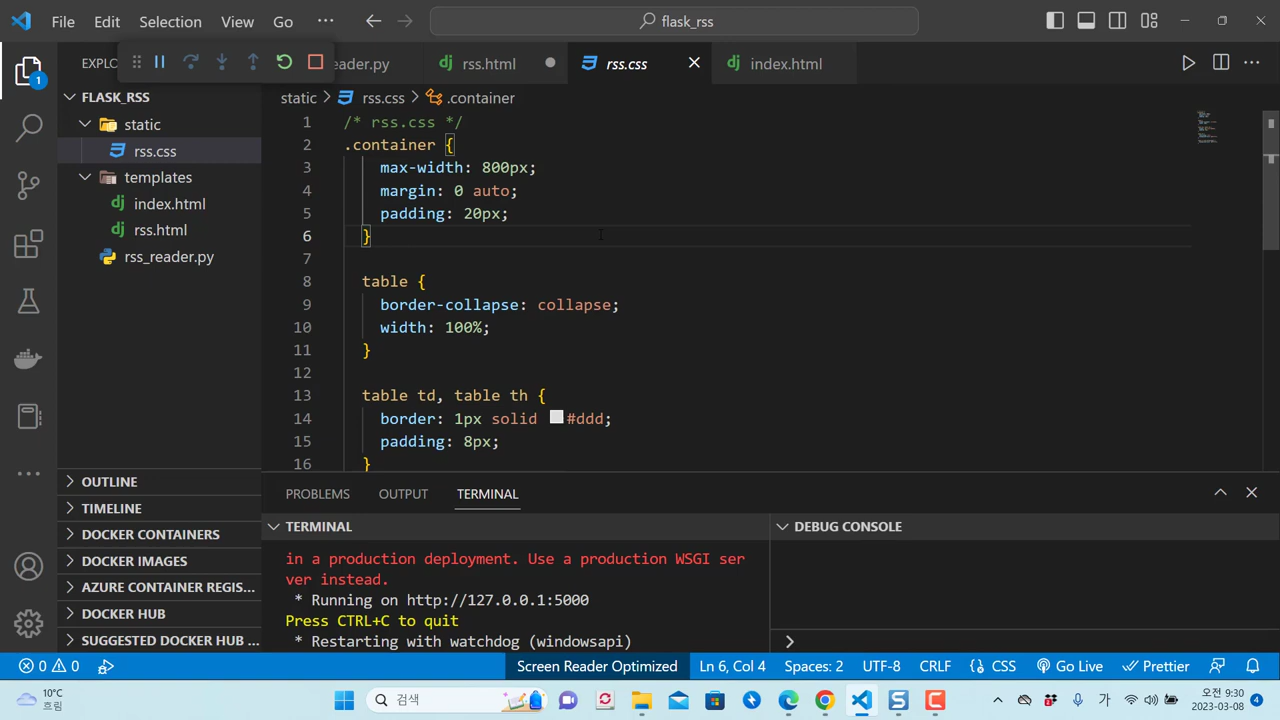 File Edit Selection View Go ··· flask_rss
EXPLO eader.py rss.html rss.css index.html
FLASK_RSS
static
rss.css
templates
index.html
rss.html
rss_reader.py
static > rss.css > .container
1 /* rss.css */
2 .container {
3 max-width: 800px;
4 margin: 0 auto;
5 padding: 20px;
6 }
7
8 table {
9 border-collapse: collapse;
10 width: 100%;
11 }
12
13 table td, table th {
14 border: 1px solid #ddd;
15 padding: 8px;
16 }
1
OUTLINE
TIMELINE
DOCKER CONTAINERS
DOCKER IMAGES
AZURE CONTAINER REGIS...
DOCKER HUB
SUGGESTED DOCKER HUB ...
PROBLEMS OUTPUT TERMINAL
TERMINAL
in a production deployment. Use a production WSGI ser
ver instead.
* Running on http://127.0.0.1:5000
Press CTRL+C to quit
* Restarting with watchdog (windowsapi)
DEBUG CONSOLE
0 0 Screen Reader Optimized Ln 6, Col 4 Spaces: 2 UTF-8 CRLF CSS Go Live Prettier
10°C
흐림
검색
가
오전 9:30
2023-03-08
4